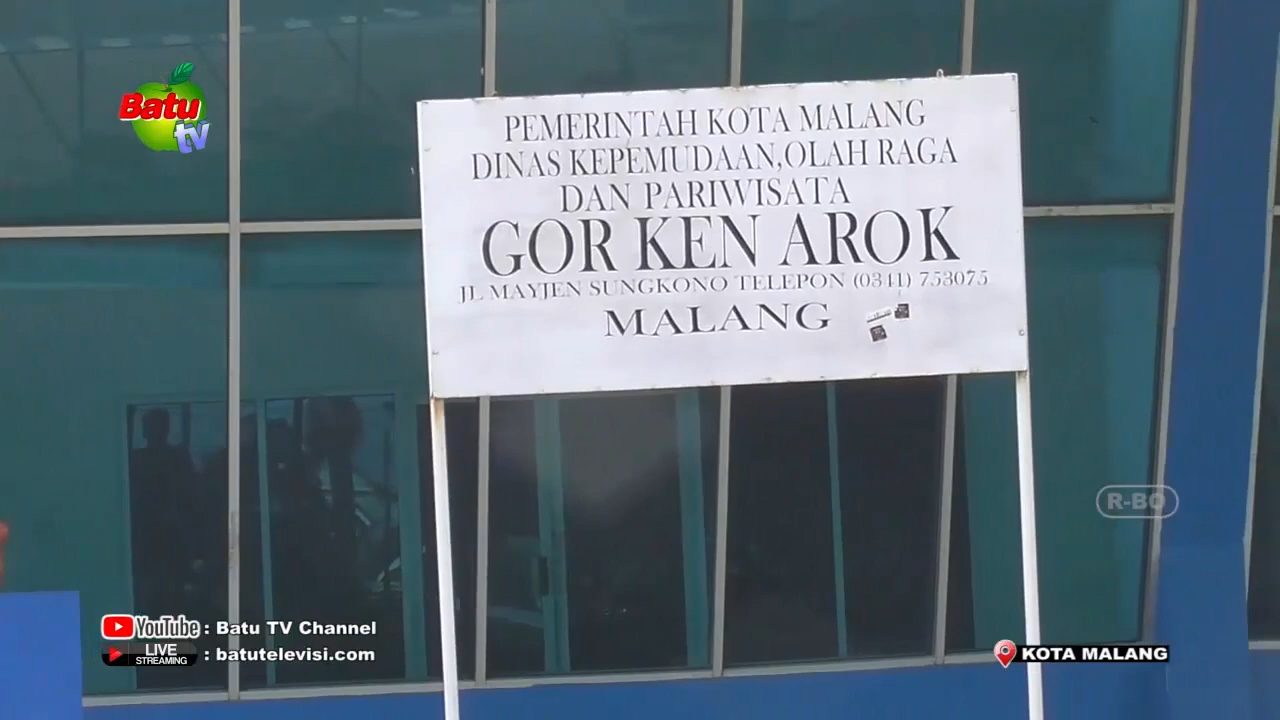 Batu
tv
PEMERINTAH KOTA MALANG
DINAS KEPEMUDAAN,OLAH RAGA
DAN PARIWISATA
GOR KEN AROK
JL MAYJEN SUNGKONO TELEPON (0341) 753075
MALANG
R-BO
YouTube : Batu TV Channel
LIVE STREAMING : batutelevisi.com
KOTA MALANG